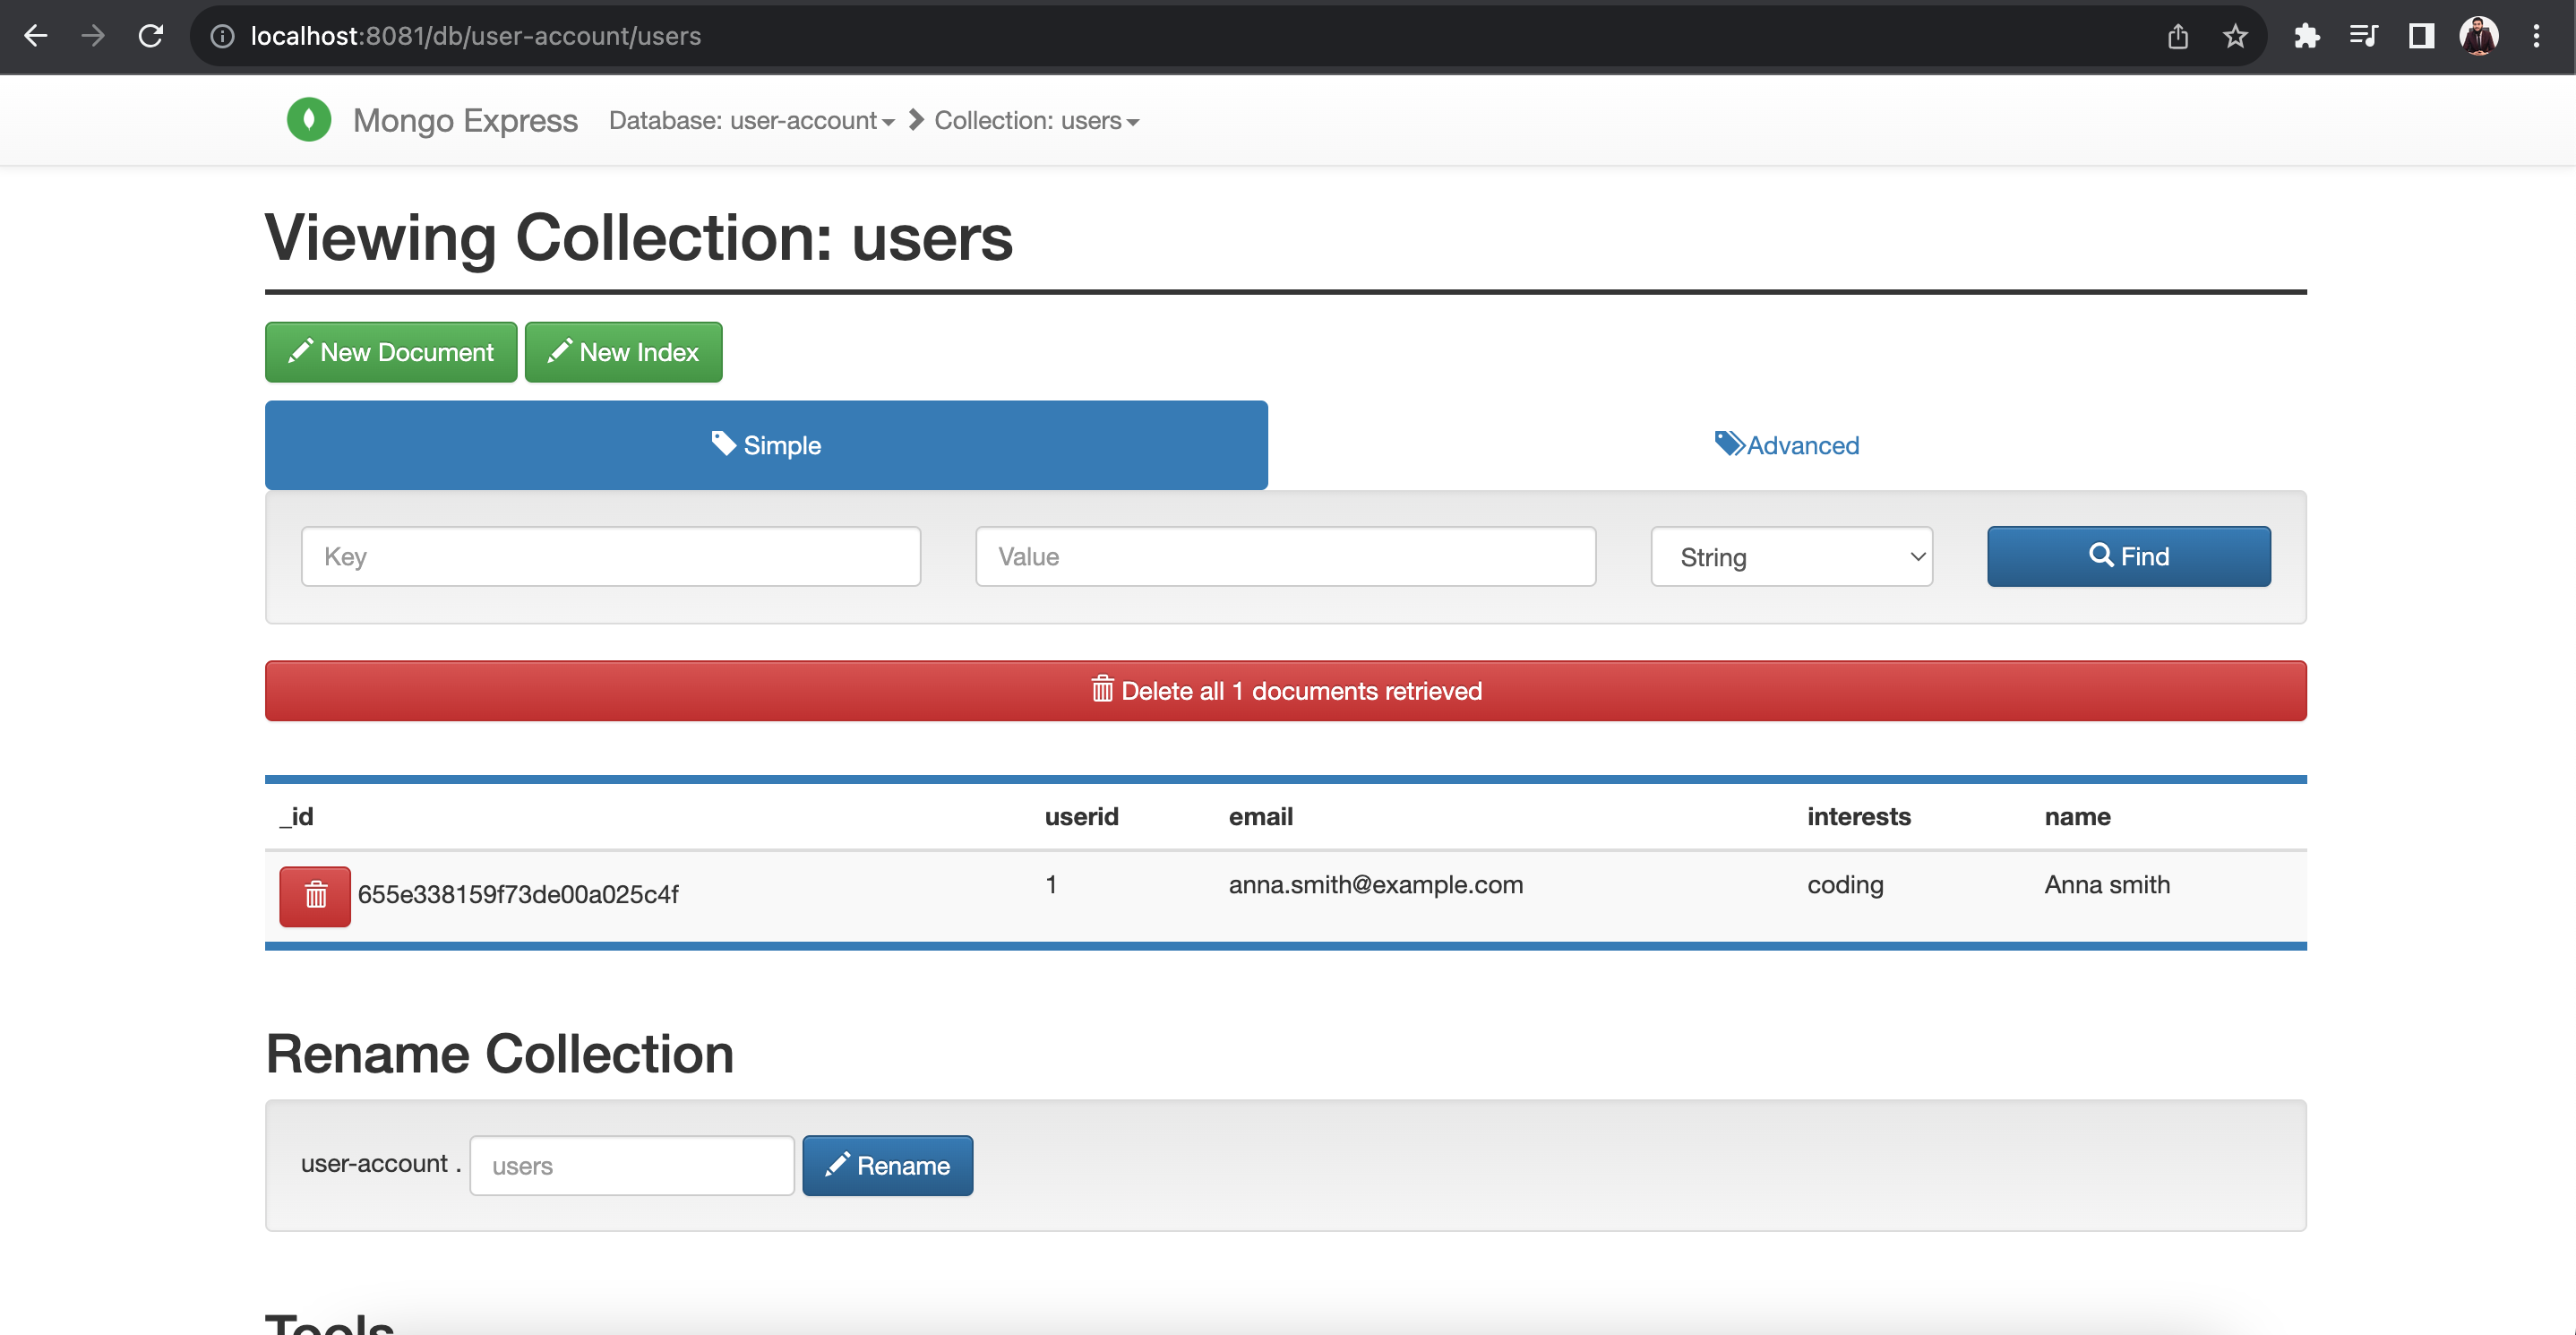 localhost:8081/db/user-account/users
Mongo Express Database: user-account Collection: users
Viewing Collection: users
New Document New Index
Simple Advanced
Key Value String Find
Delete all 1 documents retrieved
_id userid email interests name
655e338159f73de00a025c4f 1 anna.smith@example.com coding Anna smith
Rename Collection
user-account . users Rename
Tools